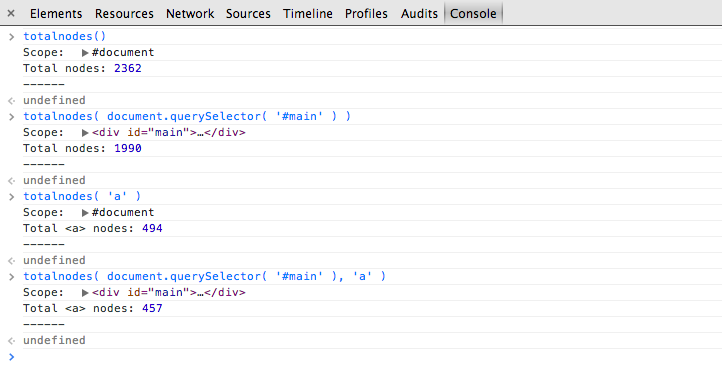 × Elements Resources Network Sources Timeline Profiles Audits Console
> totalnodes()
Scope: ▶#document
Total nodes: 2362
------
undefined
> totalnodes( document.querySelector( '#main' ) )
Scope: ▶<div id="main">…</div>
Total nodes: 1990
------
undefined
> totalnodes( 'a' )
Scope: ▶#document
Total <a> nodes: 494
------
undefined
> totalnodes( document.querySelector( '#main' ), 'a' )
Scope: ▶<div id="main">…</div>
Total <a> nodes: 457
------
undefined
>